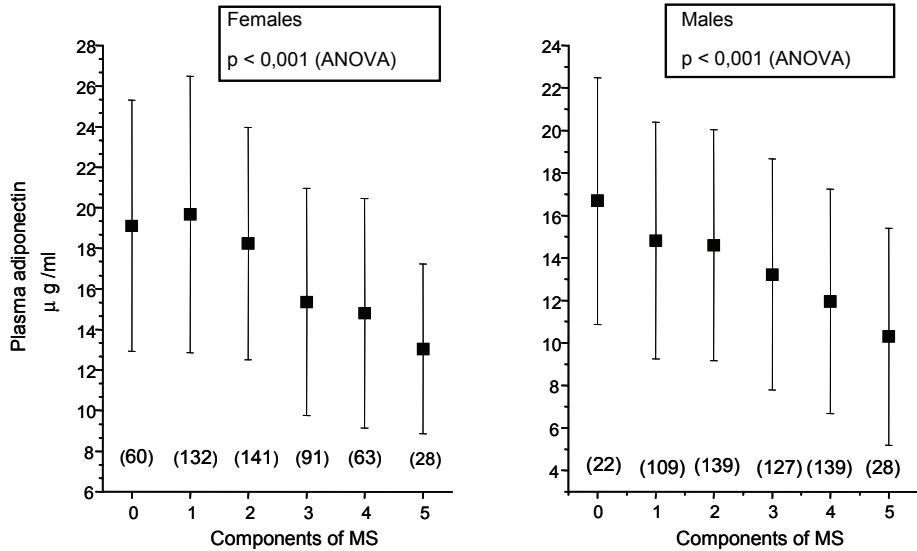 Females
p < 0,001 (ANOVA)
28
26
24
22
20
18
16
14
12
10
8
6
Plasma adiponectin
µ g /ml
(60) (132) (141) (91) (63) (28)
0 1 2 3 4 5
Components of MS
Males
p < 0,001 (ANOVA)
24
22
20
18
16
14
12
10
8
6
4
(22) (109) (139) (127) (139) (28)
0 1 2 3 4 5
Components of MS